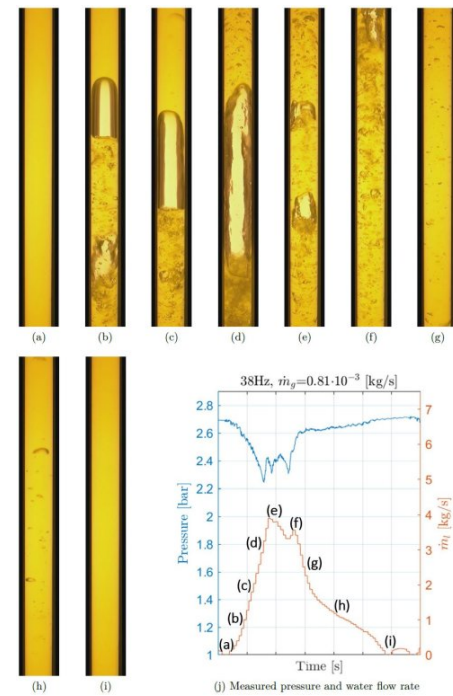 (a) (b) (c) (d) (e) (f) (g)
38Hz, ṁg=0.81·10⁻³ [kg/s]
2.8
2.6
2.4
2.2
2
1.8
1.6
1.4
1.2
1
Pressure [bar]
7
6
5
4
3
2
1
0
ṁl [kg/s]
(e)
(f)
(d)
(g)
(c)
(h)
(b)
(a)
(i)
Time [s]
(h) (i) (j) Measured pressure and water flow rate